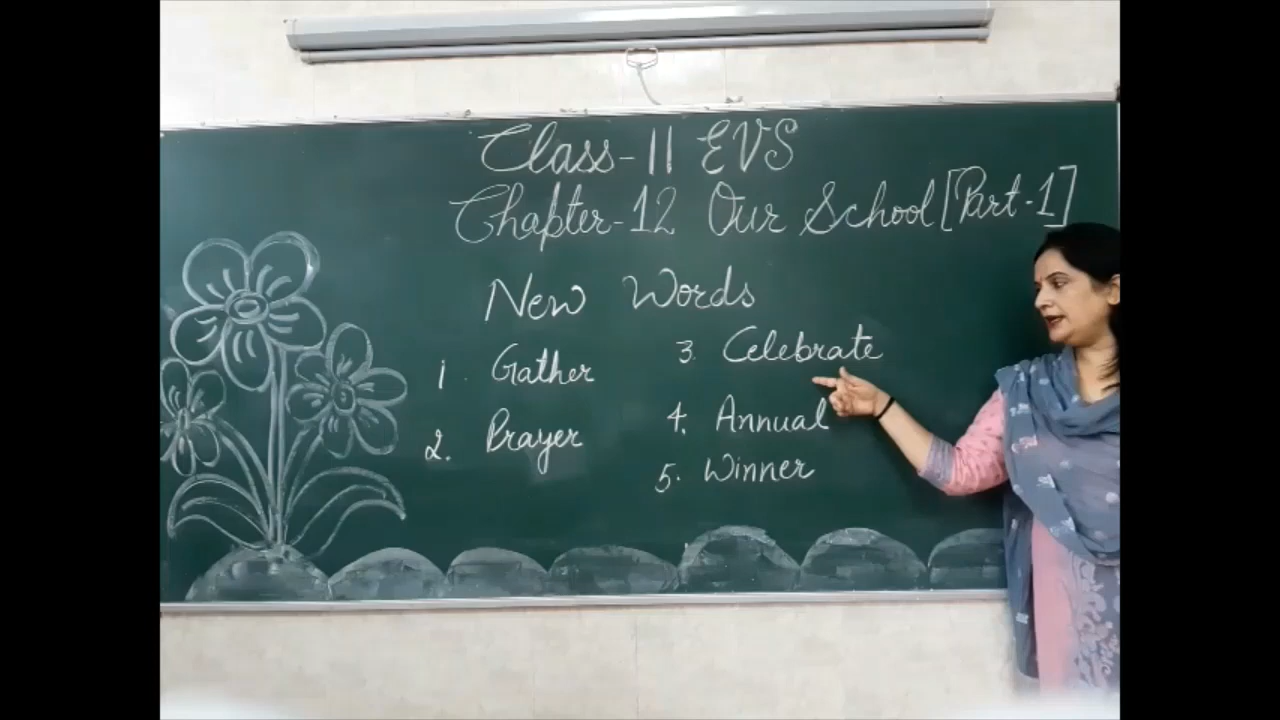 Class-II EVS
Chapter-12 Our School [Part-1]
New Words
1. Gather
2. Prayer
3. Celebrate
4. Annual
5. Winner